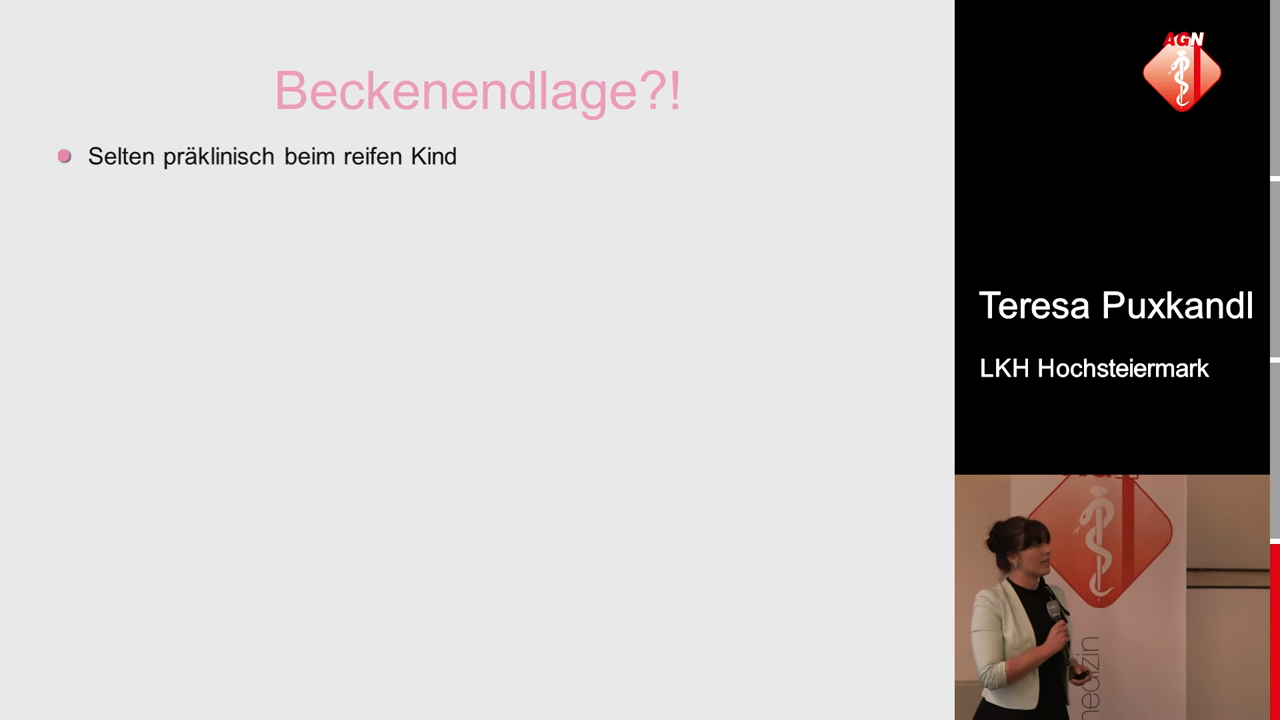 Beckenendlage?!
Selten präklinisch beim reifen Kind
AGN
Teresa Puxkandl
LKH Hochsteiermark